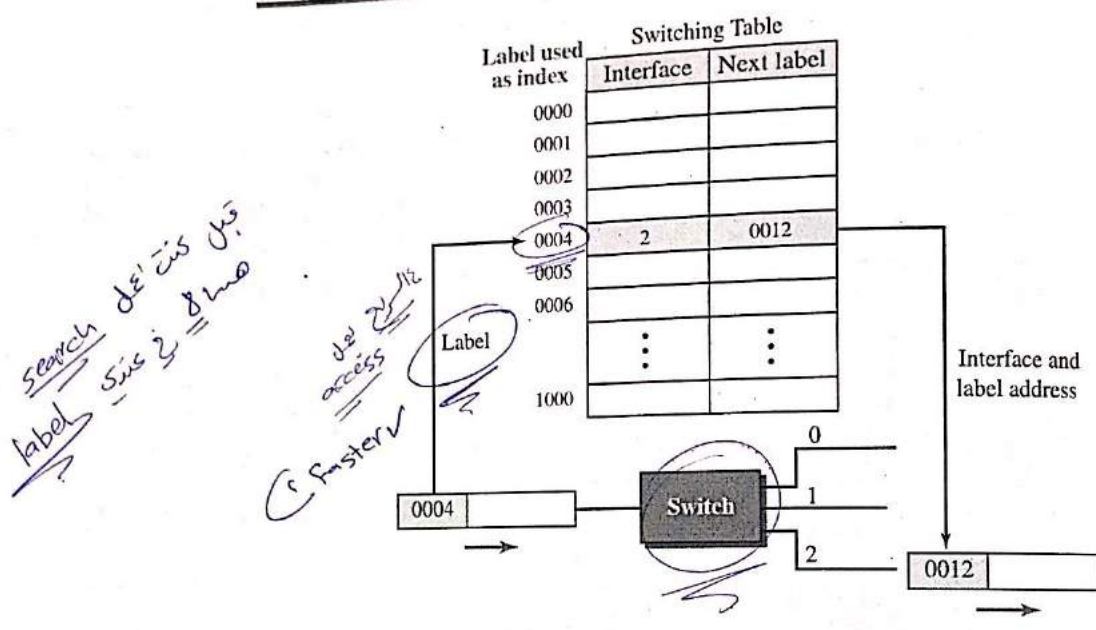 Switching Table
Label used as index
Interface Next label
0000
0001
0002
0003
0004 2 0012
0005
0006
1000
Label
access
faster
search
label
Interface and label address
0004
Switch
0
1
2
0012